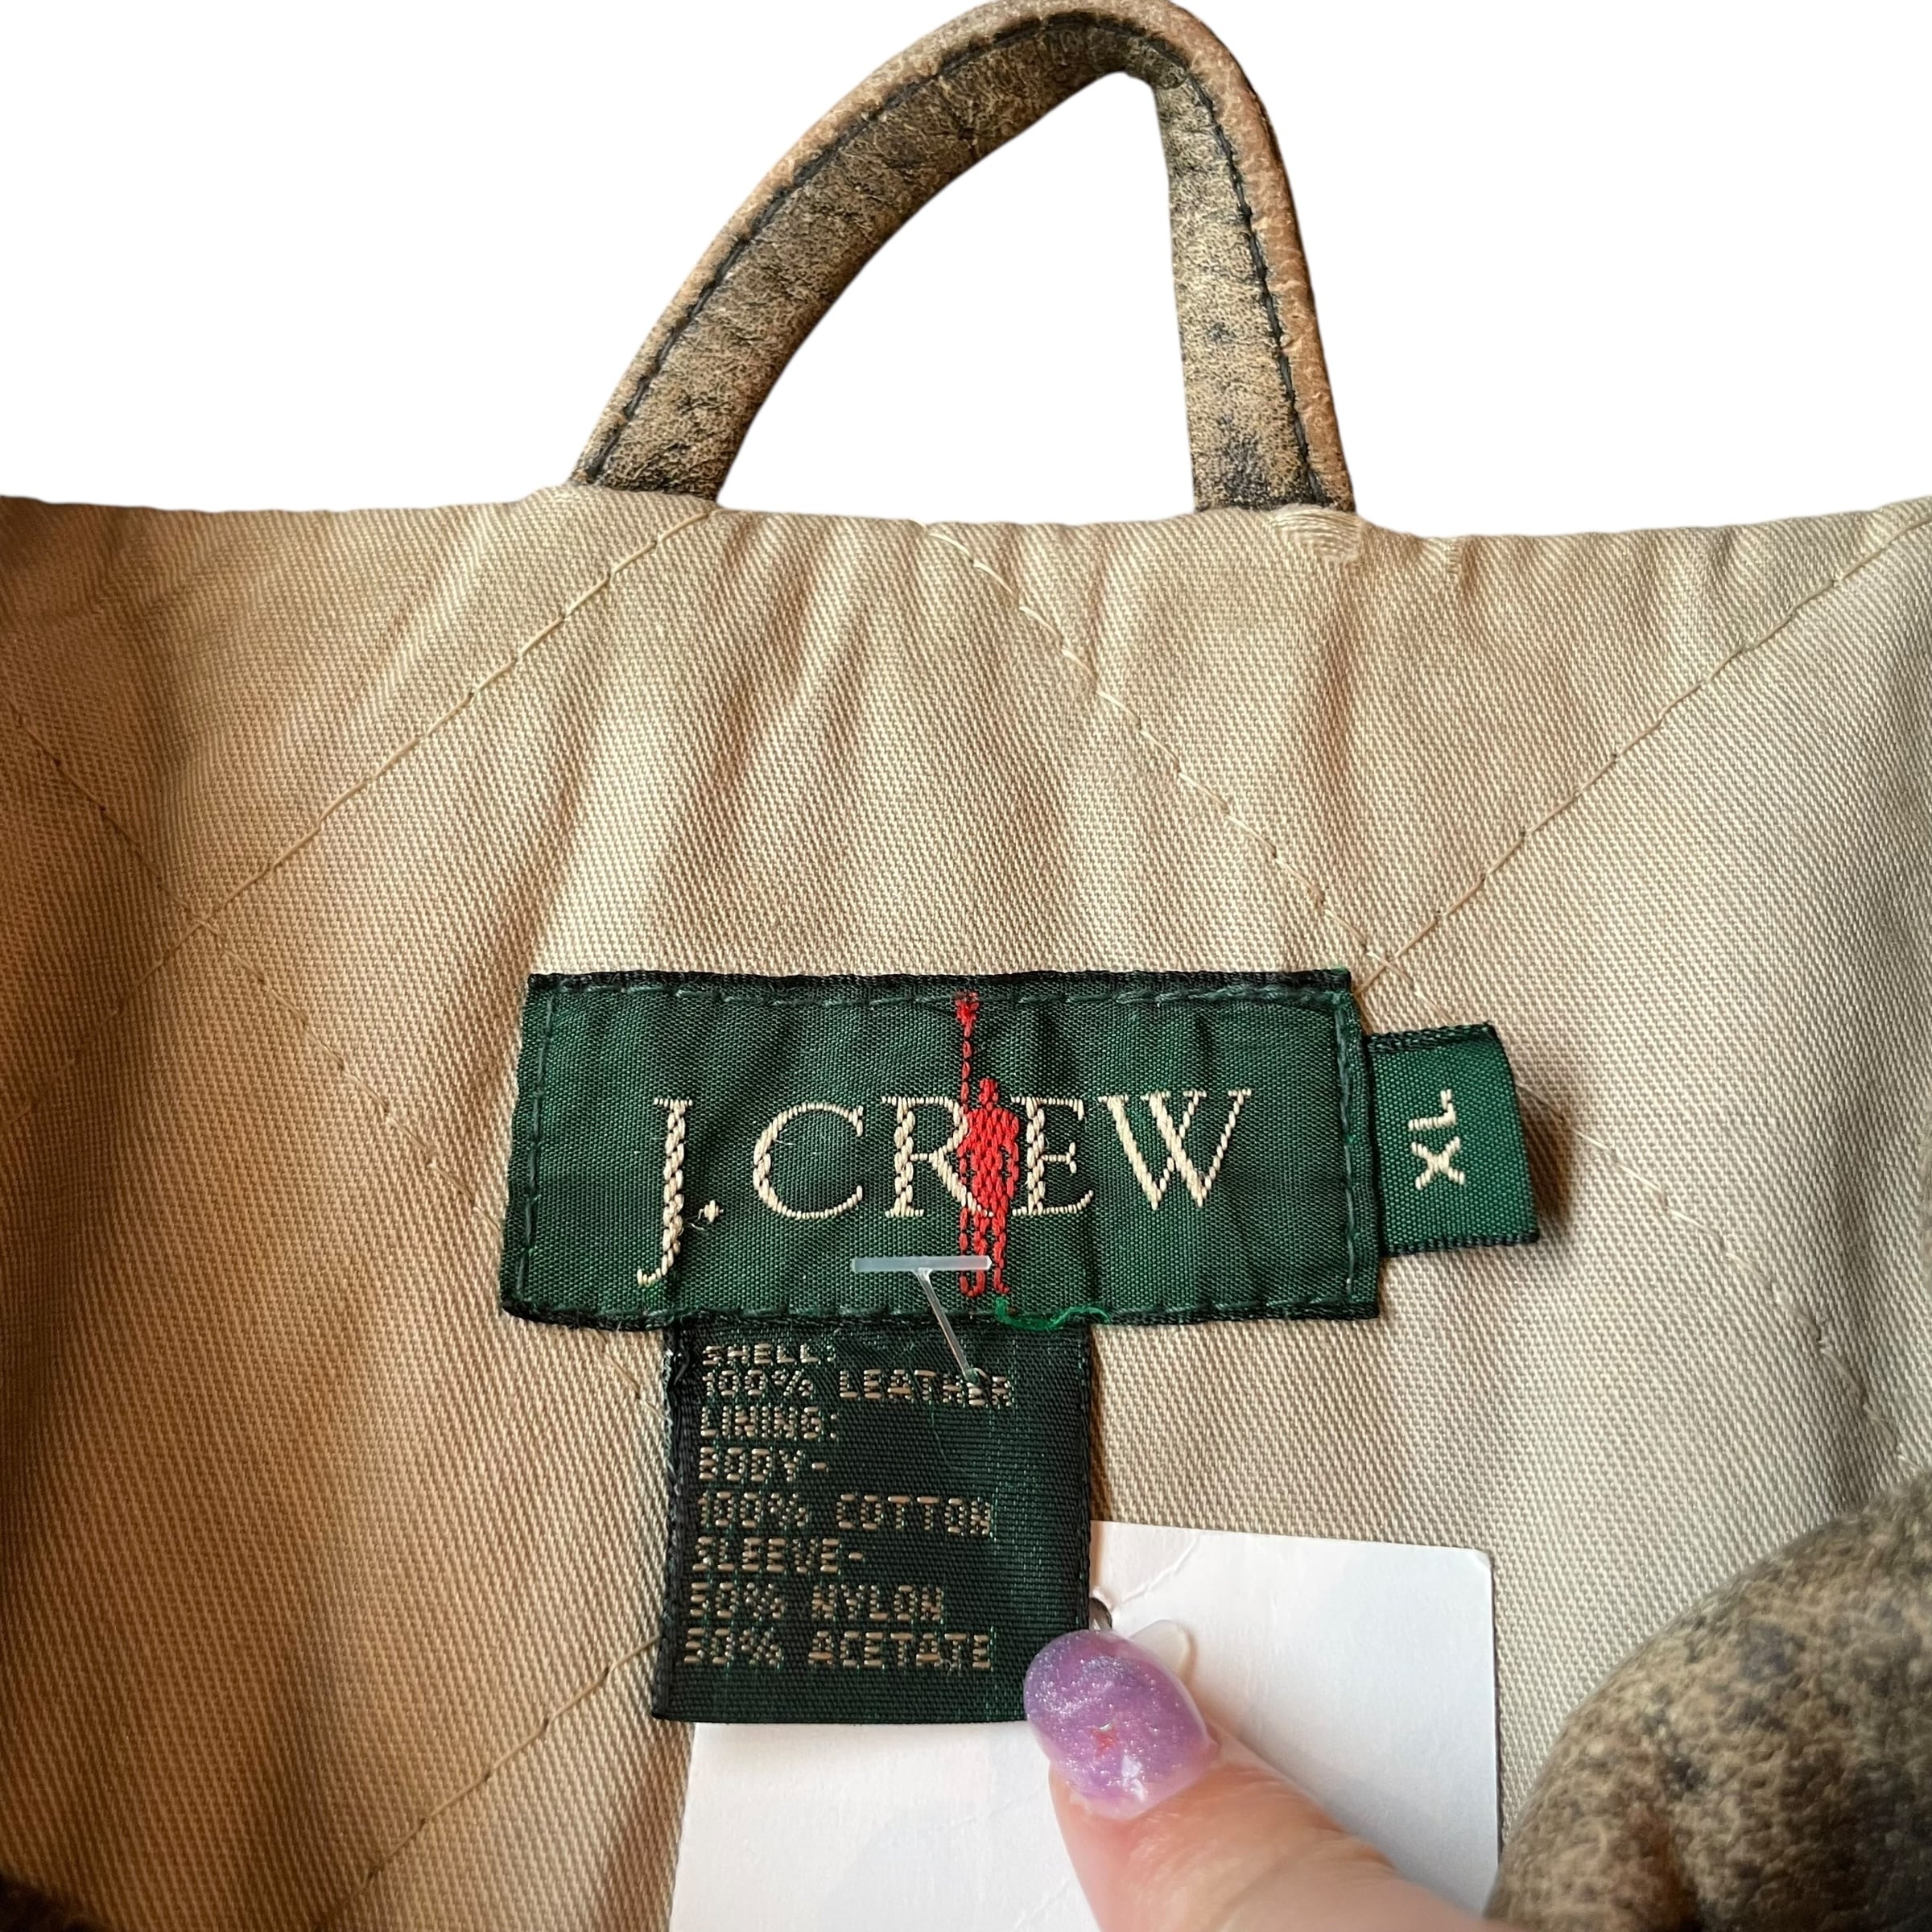 J.CREW
XL
SHELL:
100% LEATHER
LINING:
BODY-
100% COTTON
SLEEVE-
50% NYLON
50% ACETATE